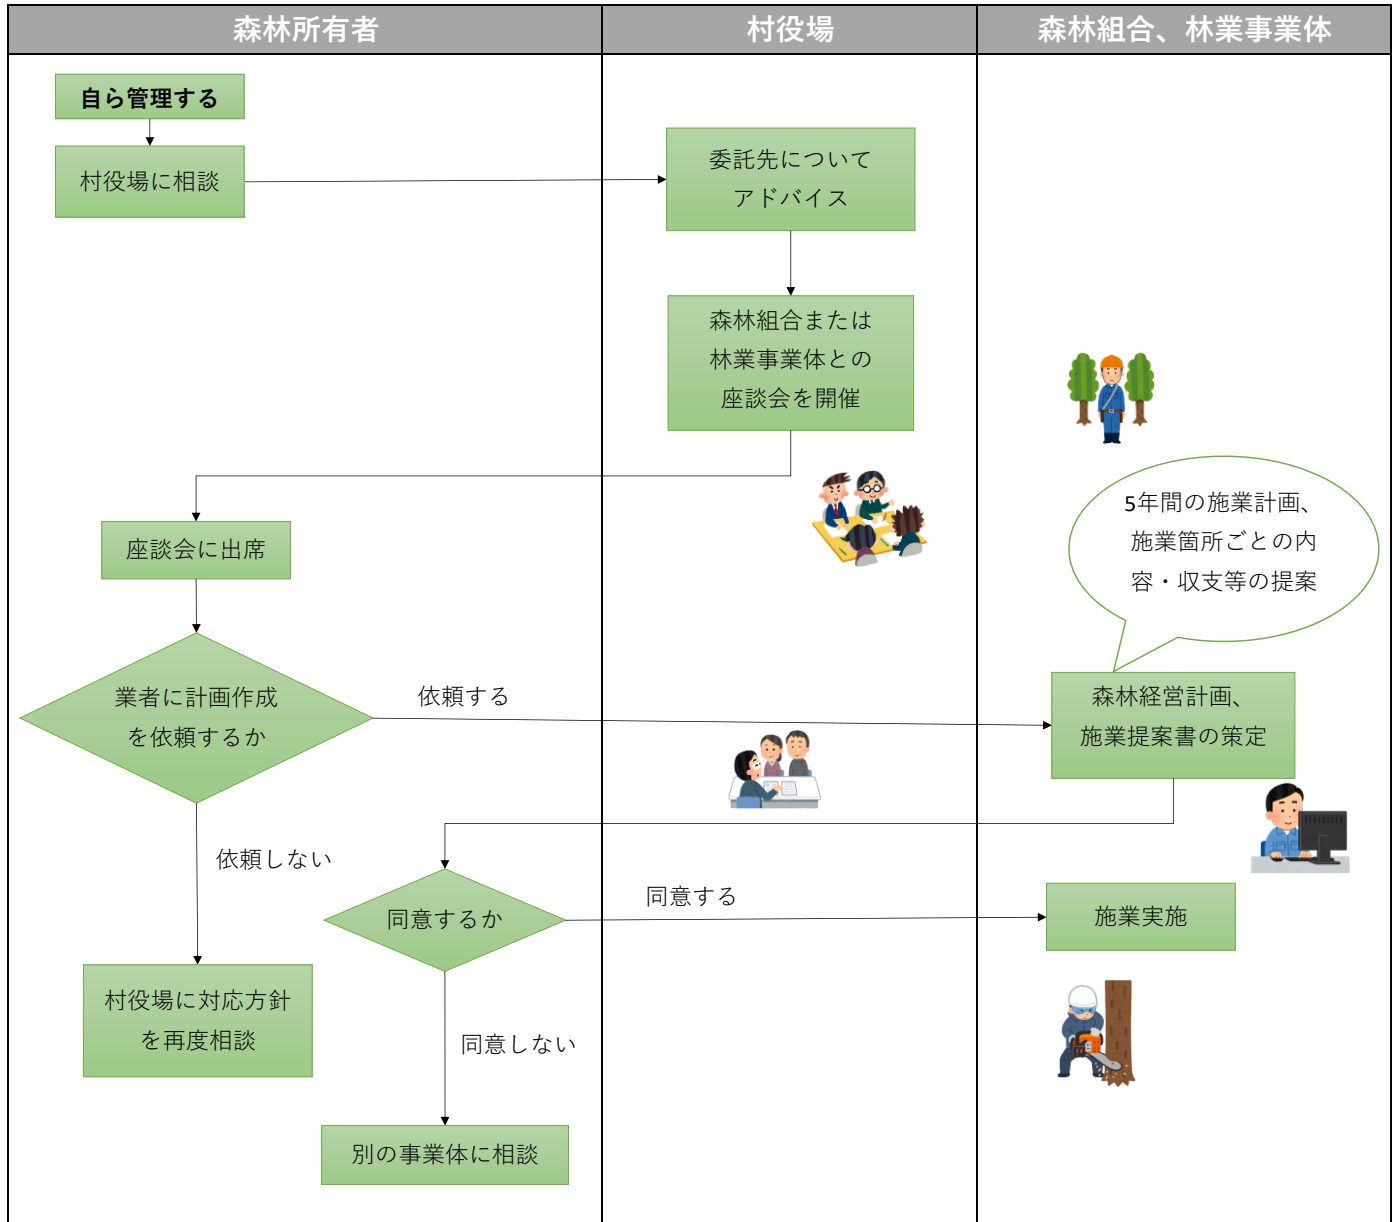 森林所有者
村役場
森林組合、林業事業体
自ら管理する
村役場に相談
委託先について
アドバイス
森林組合または
林業事業体との
座談会を開催
座談会に出席
5年間の施業計画、
施業箇所ごとの内
容・収支等の提案
業者に計画作成
を依頼するか
依頼する
森林経営計画、
施業提案書の策定
依頼しない
同意するか
同意する
施業実施
村役場に対応方針
を再度相談
同意しない
別の事業体に相談